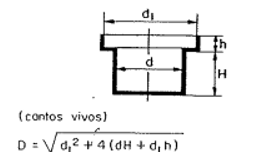 d₁
h
d
H
(cantos vivos)
D = √ d₁² + 4 (dH + d₁ h)